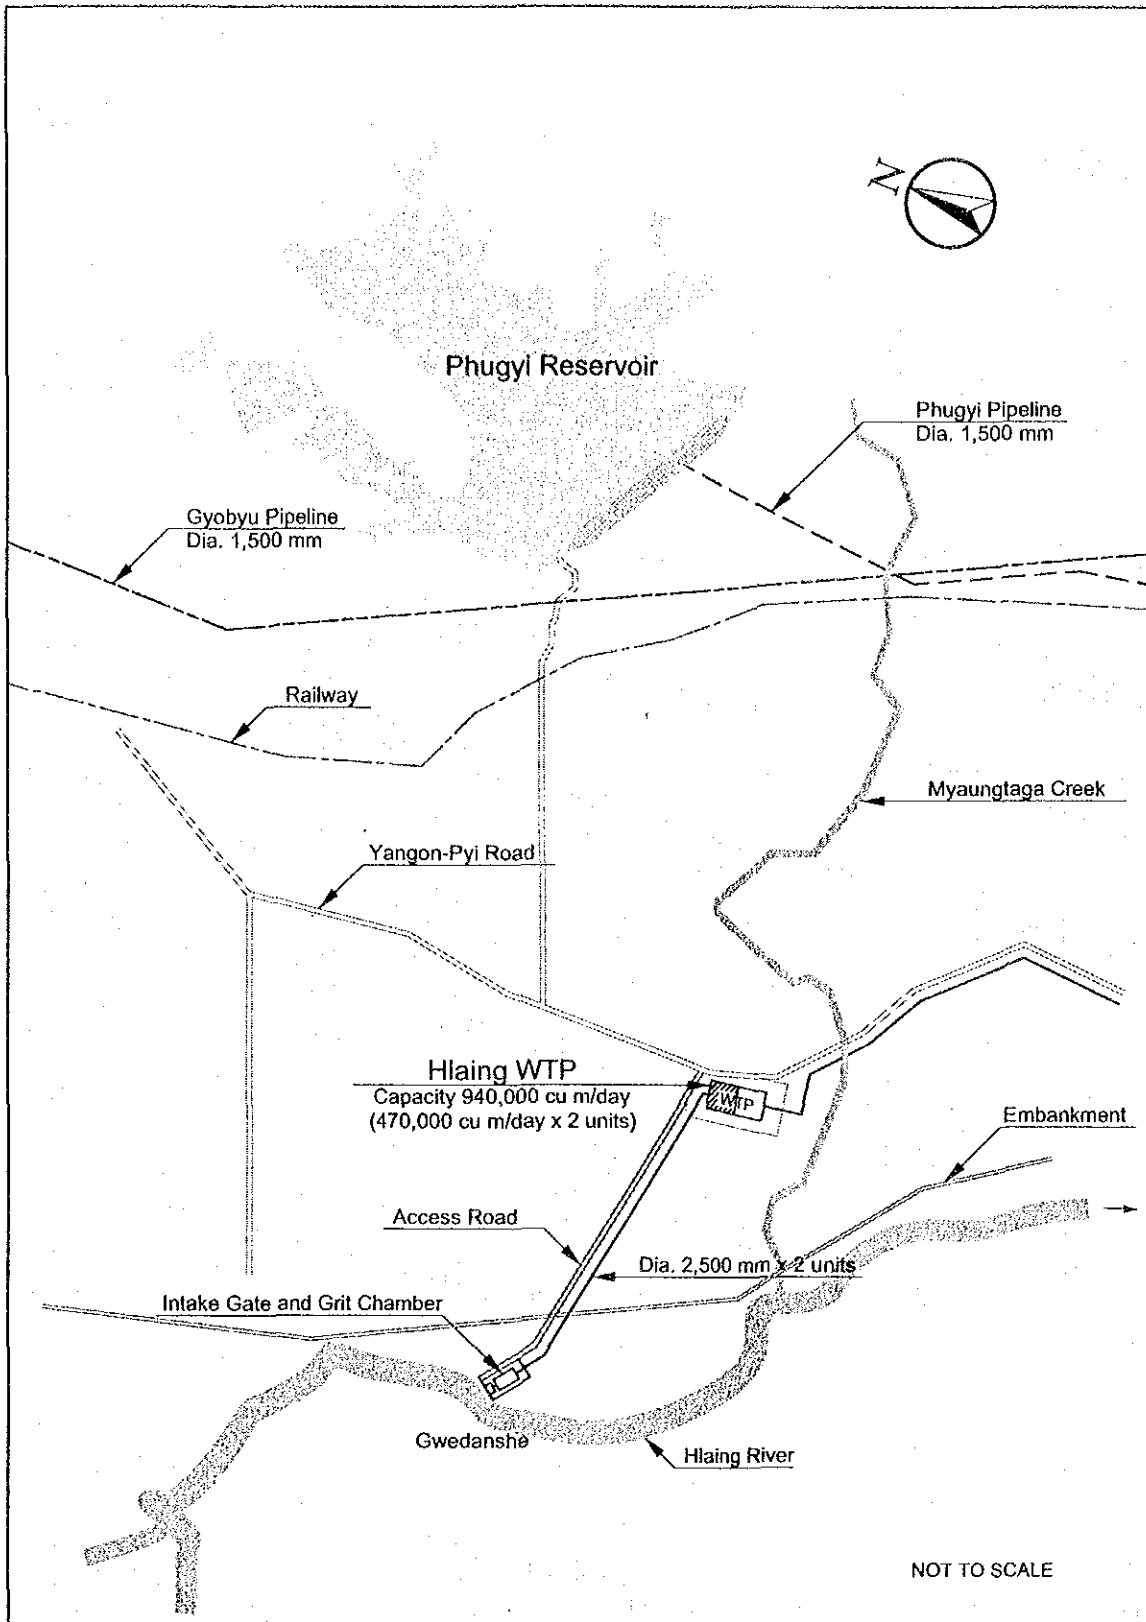 N
Phugyi Reservoir
Phugyi Pipeline
Dia. 1,500 mm
Gyobyu Pipeline
Dia. 1,500 mm
Railway
Myaungtaga Creek
Yangon-Pyi Road
Hlaing WTP
Capacity 940,000 cu m/day
(470,000 cu m/day x 2 units)
WTP
Embankment
Access Road
Dia. 2,500 mm x 2 units
Intake Gate and Grit Chamber
Gwedanshe
Hlaing River
NOT TO SCALE